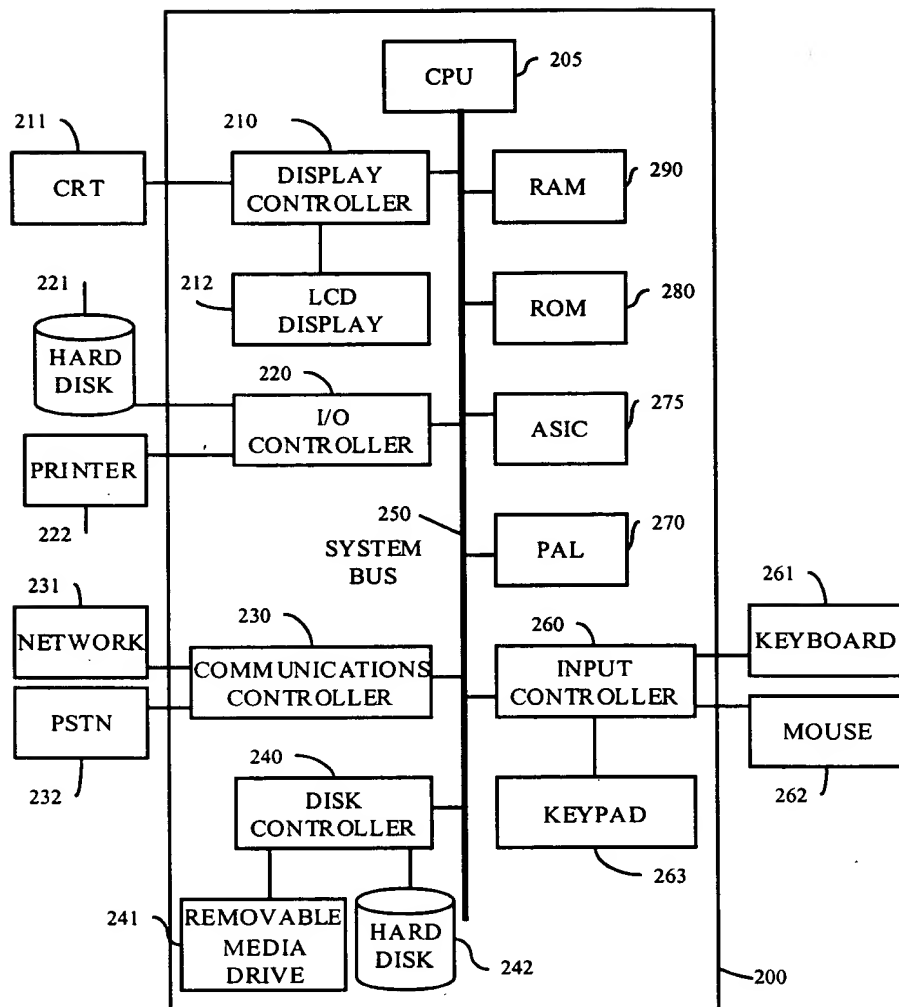 CPU
205
211
210
CRT
DISPLAY
CONTROLLER
RAM
290
221
212
LCD
DISPLAY
ROM
280
HARD
DISK
220
I/O
CONTROLLER
ASIC
275
PRINTER
222
250
SYSTEM
BUS
PAL
270
231
NETWORK
230
COMMUNICATIONS
CONTROLLER
260
INPUT
CONTROLLER
261
KEYBOARD
PSTN
232
MOUSE
262
240
DISK
CONTROLLER
KEYPAD
263
241
REMOVABLE
MEDIA
DRIVE
HARD
DISK
242
200